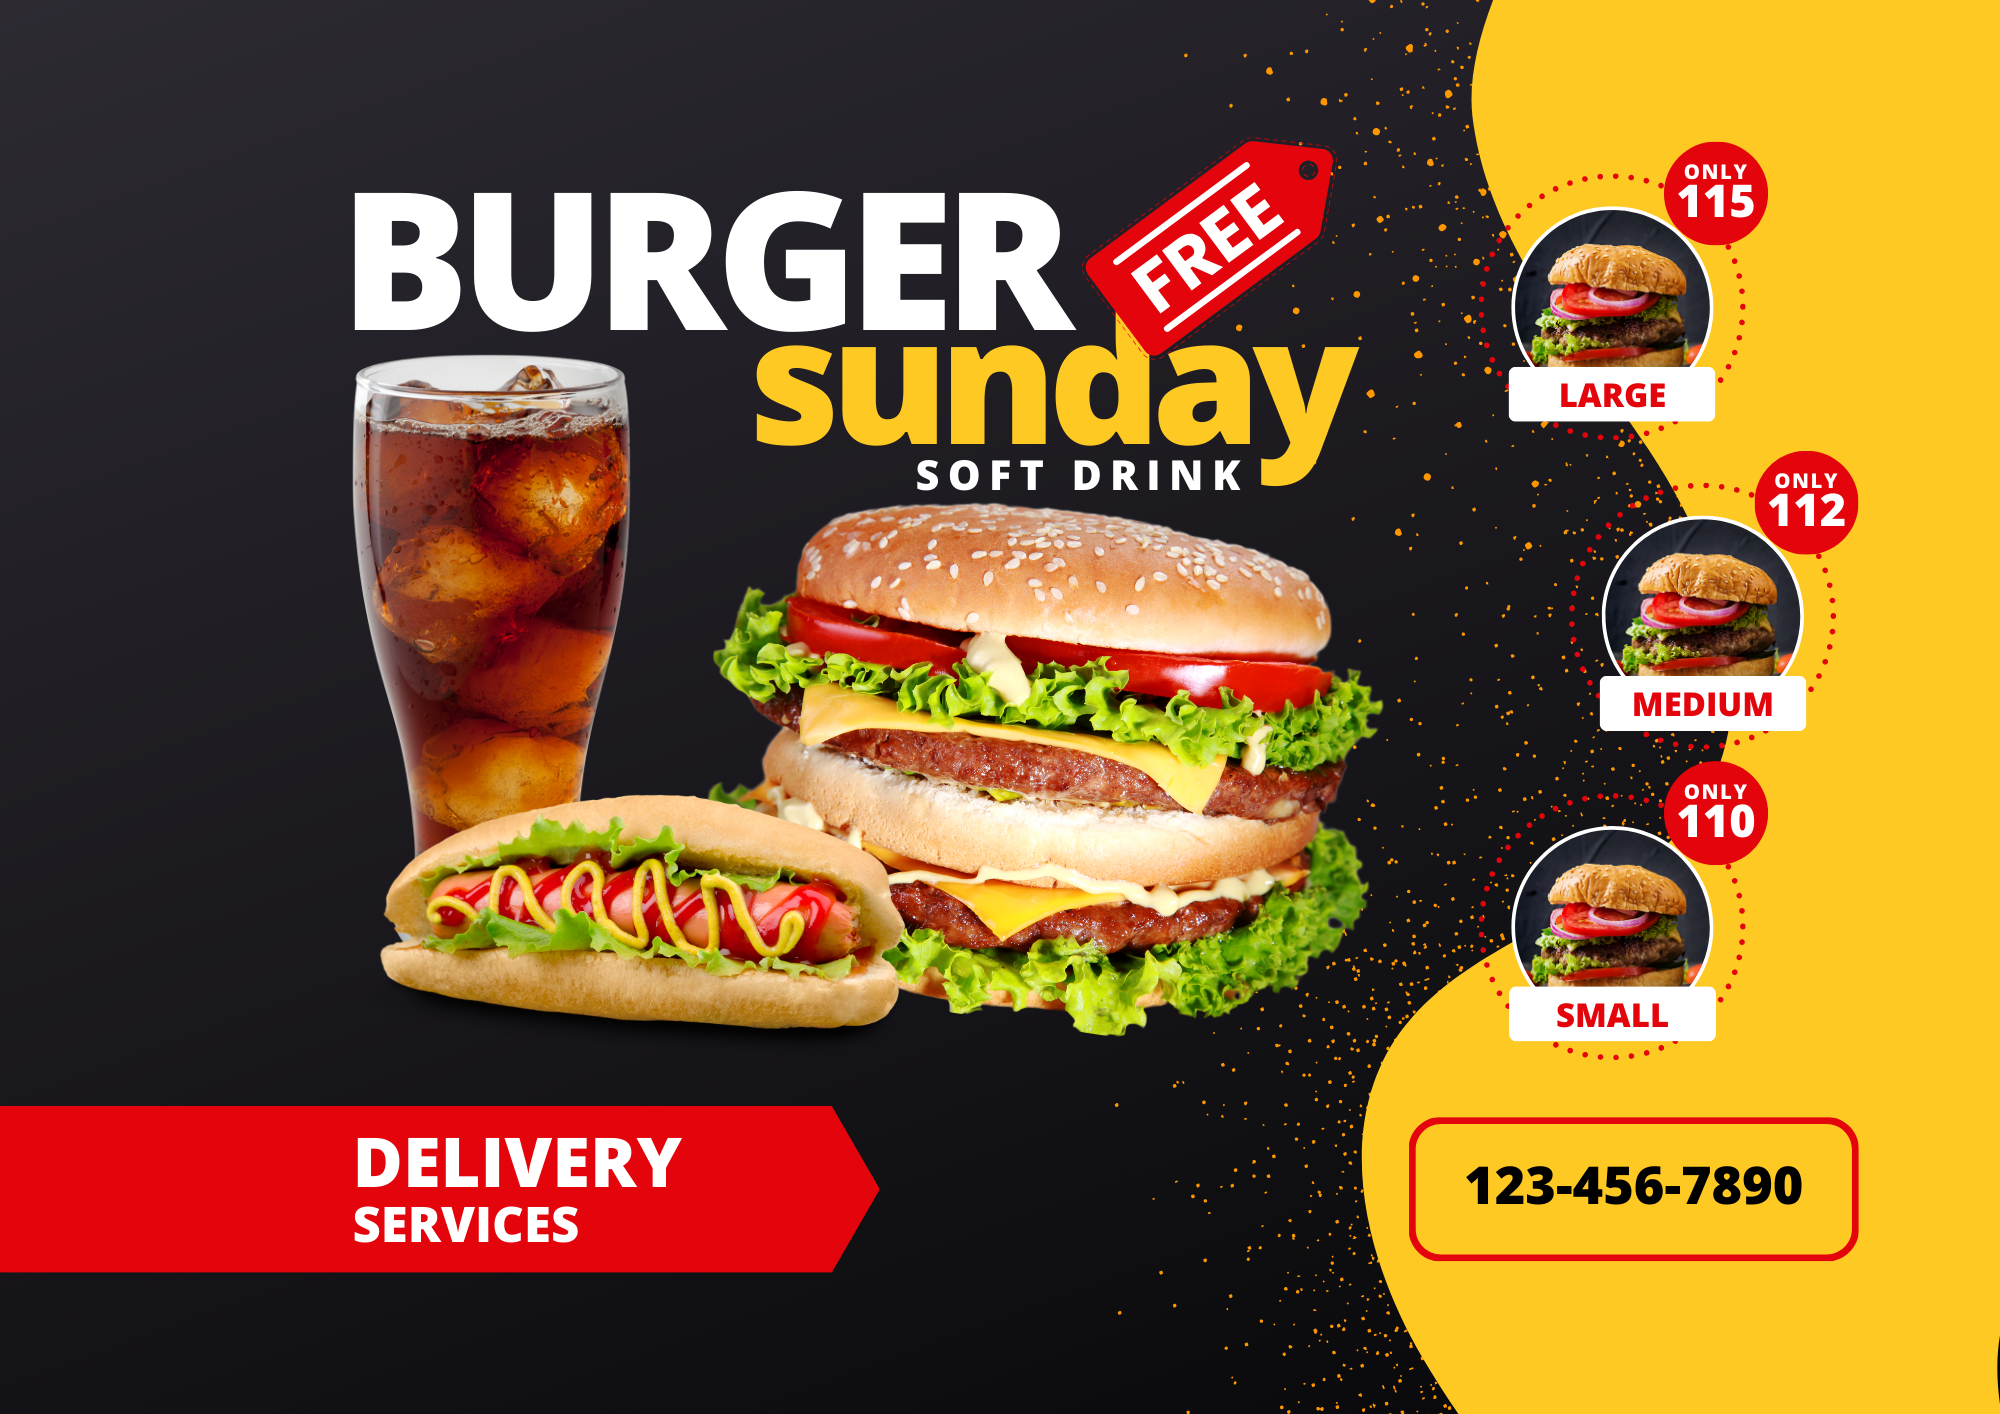 BURGER
FREE
sunday
SOFT DRINK
ONLY
115
LARGE
ONLY
112
MEDIUM
ONLY
110
SMALL
DELIVERY
SERVICES
123-456-7890